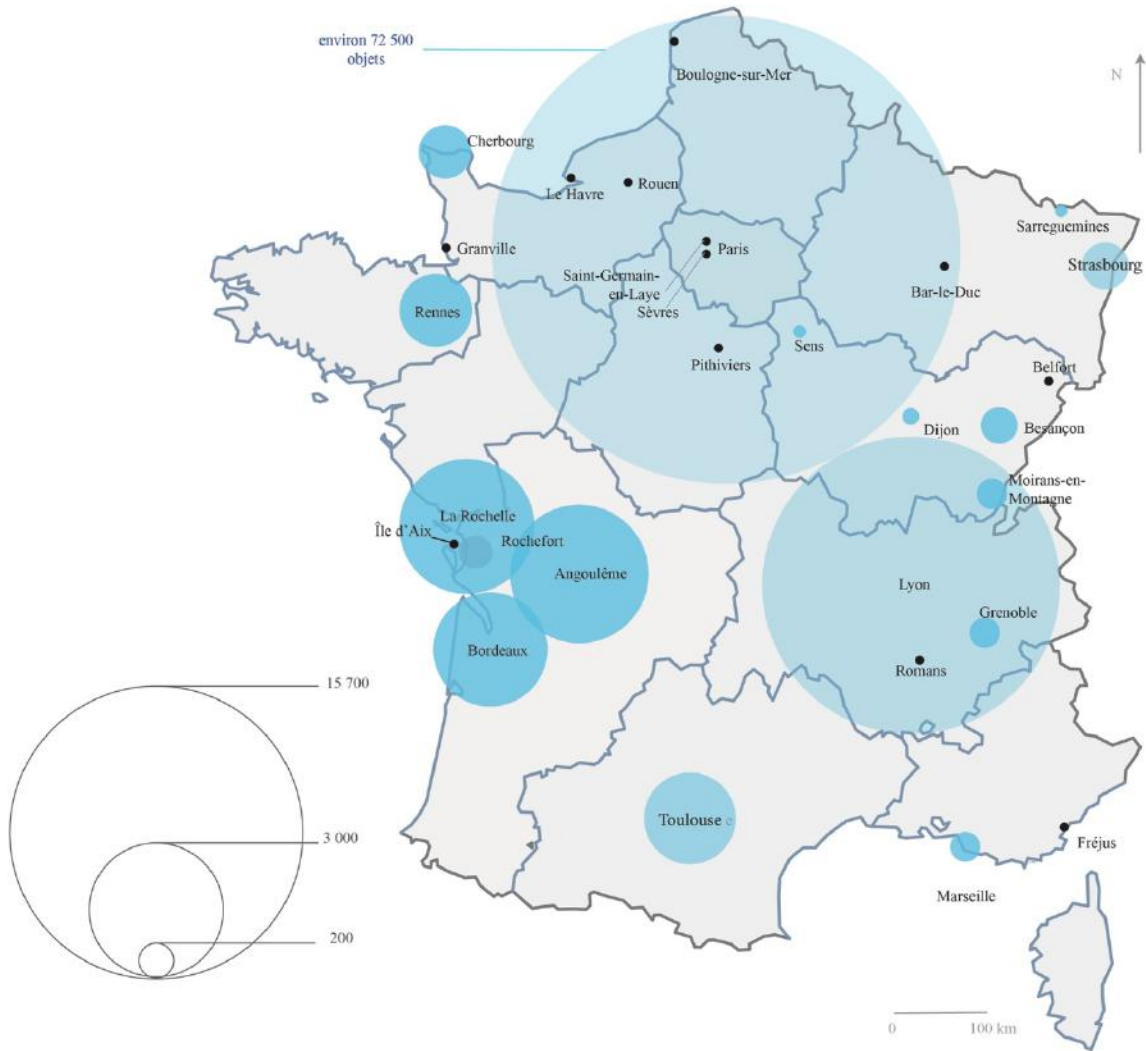 environ 72 500
objets
Boulogne-sur-Mer
N
Cherbourg
Le Havre
Rouen
Sarreguemines
Granville
Paris
Strasbourg
Saint-Germain-
en-Laye
Sèvres
Bar-le-Duc
Rennes
Sens
Pithiviers
Belfort
Dijon
Besançon
Moirans-en-
Montagne
La Rochelle
Île d'Aix
Rochefort
Angoulême
Lyon
Grenoble
Bordeaux
Romans
15 700
Toulouse e
3 000
Fréjus
Marseille
200
0 100 km